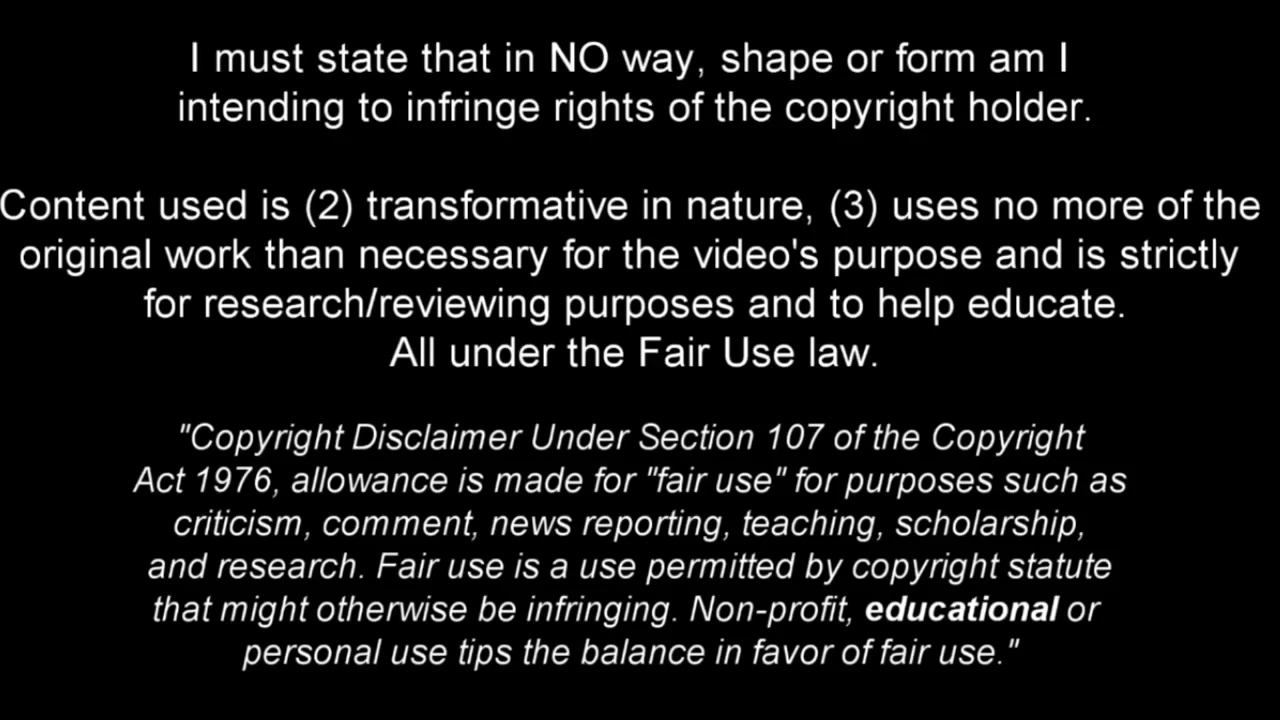 I must state that in NO way, shape or form am I
intending to infringe rights of the copyright holder.
Content used is (2) transformative in nature, (3) uses no more of the
original work than necessary for the video's purpose and is strictly
for research/reviewing purposes and to help educate.
All under the Fair Use law.
"Copyright Disclaimer Under Section 107 of the Copyright
Act 1976, allowance is made for "fair use" for purposes such as
criticism, comment, news reporting, teaching, scholarship,
and research. Fair use is a use permitted by copyright statute
that might otherwise be infringing. Non-profit, educational or
personal use tips the balance in favor of fair use."